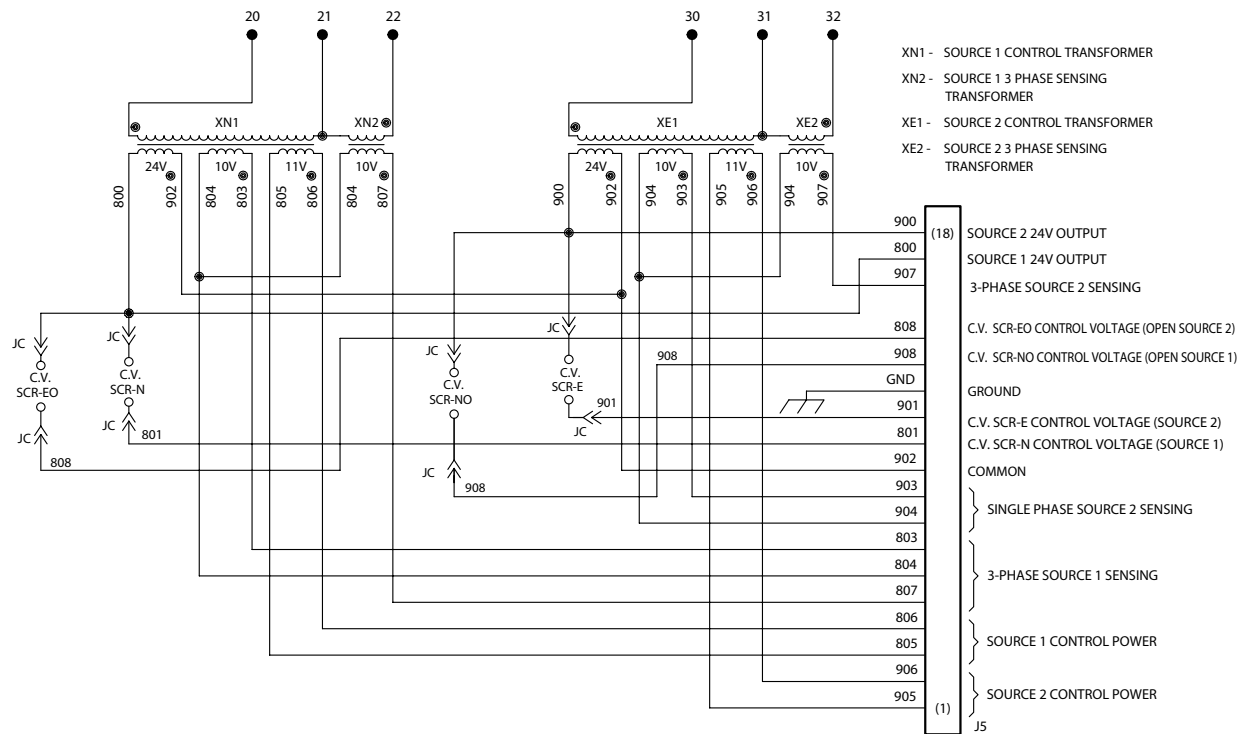 20 21 22 30 31 32
XN1 - SOURCE 1 CONTROL TRANSFORMER
XN2 - SOURCE 1 3 PHASE SENSING
TRANSFORMER
XE1 - SOURCE 2 CONTROL TRANSFORMER
XE2 - SOURCE 2 3 PHASE SENSING
TRANSFORMER
XN1 XN2 XE1 XE2
24V 10V 11V 10V 24V 10V 11V 10V
800 902 804 803 805 806 804 807 900 902 904 903 905 906 904 907
900 (18) SOURCE 2 24V OUTPUT
800 SOURCE 1 24V OUTPUT
907 3-PHASE SOURCE 2 SENSING
808 C.V. SCR-EO CONTROL VOLTAGE (OPEN SOURCE 2)
908 908 C.V. SCR-NO CONTROL VOLTAGE (OPEN SOURCE 1)
GND GROUND
901 C.V. SCR-E CONTROL VOLTAGE (SOURCE 2)
801 C.V. SCR-N CONTROL VOLTAGE (SOURCE 1)
902 COMMON
903
904 SINGLE PHASE SOURCE 2 SENSING
803
804 3-PHASE SOURCE 1 SENSING
807
806
805 SOURCE 1 CONTROL POWER
906
905 SOURCE 2 CONTROL POWER
(1)
J5
JC
C.V.
SCR-EO
JC
808
JC
C.V.
SCR-N
JC
801
JC
C.V.
SCR-NO
JC
908
JC
C.V.
SCR-E
901
JC